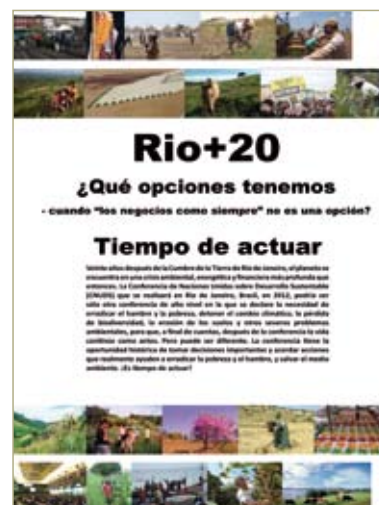 Rio+20
¿Qué opciones tenemos
- cuando "los negocios como siempre" no es una opción?
Tiempo de actuar
Veinte años después de la Cumbre de la Tierra de Rio de Janeiro, el planeta se
encuentra en una crisis ambiental, energética y financiera más profunda que
entonces. La Conferencia de Naciones Unidas sobre Desarrollo Sustentable
(CNUDS) que se realizará en Rio de Janeiro, Brasil, en 2012, podría ser
sólo otra conferencia de alto nivel en la que se declare la necesidad de
erradicar el hambre y la pobreza, detener el cambio climático, la pérdida
de biodiversidad, la erosión de los suelos y otros severos problemas
ambientales, para que, a final de cuentas, después de la conferencia la vida
continúe como antes. Pero puede ser diferente. La conferencia tiene la
oportunidad histórica de tomar decisiones importantes y acordar acciones
que realmente ayuden a erradicar la pobreza y el hambre, y salvar el medio
ambiente. ¡Es tiempo de actuar!